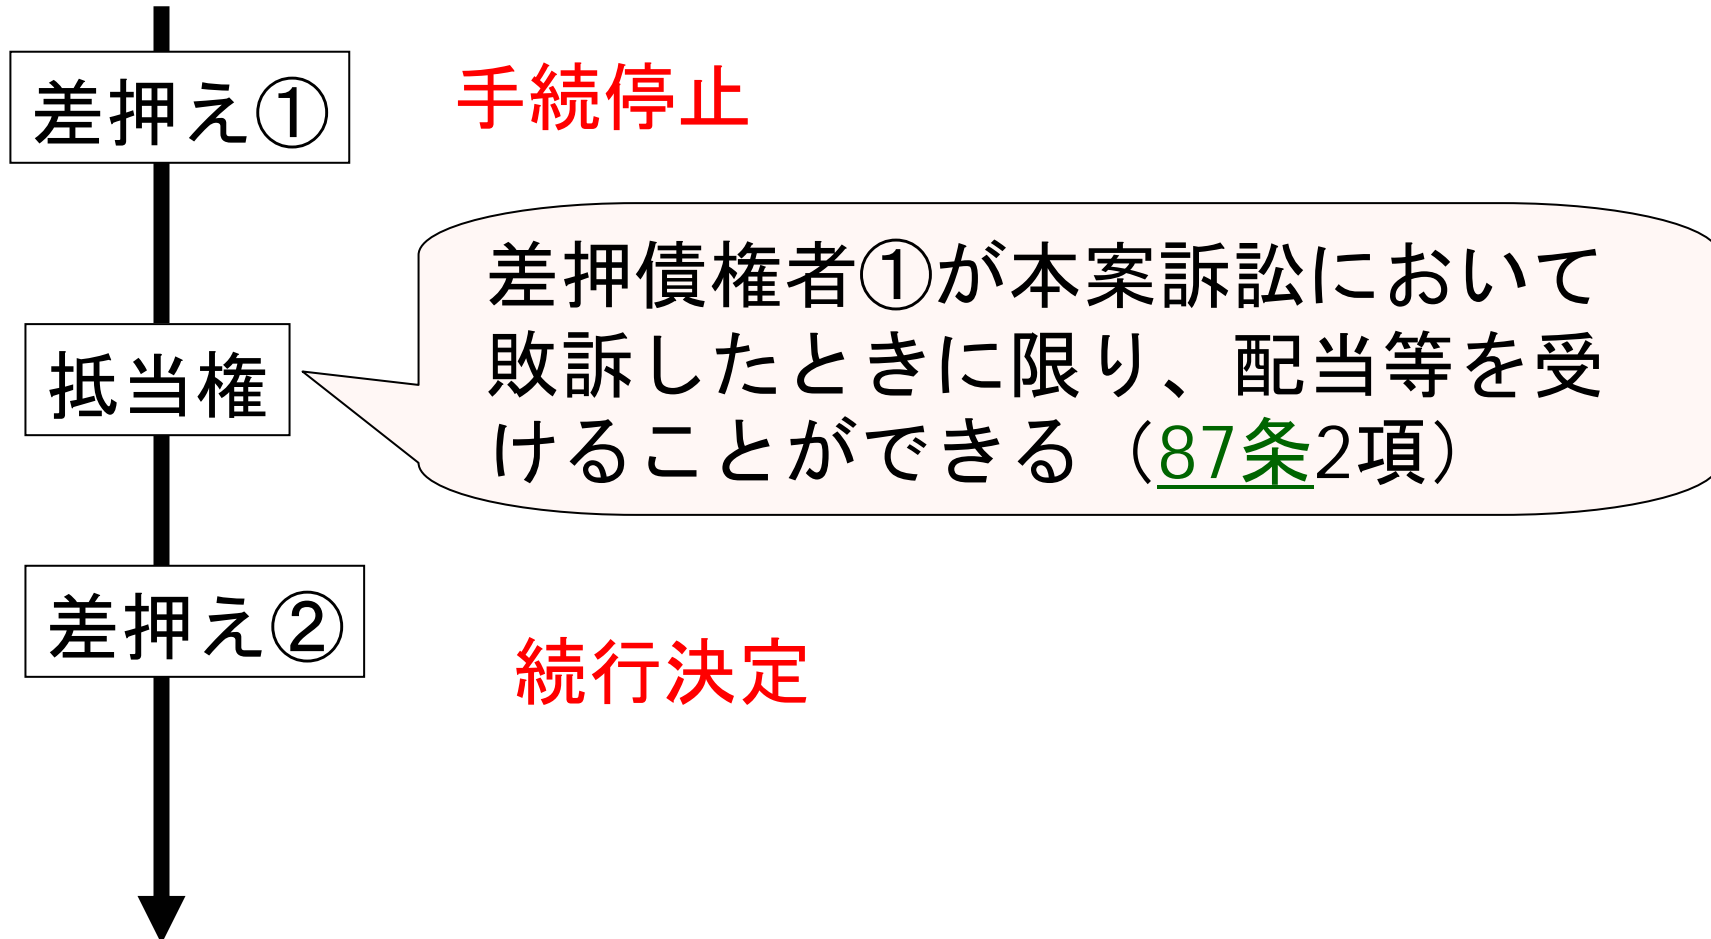 差押え①
手続停止
差押債権者①が本案訴訟において
敗訴したときに限り、配当等を受
けることができる（87条2項）
抵当権
差押え②
続行決定